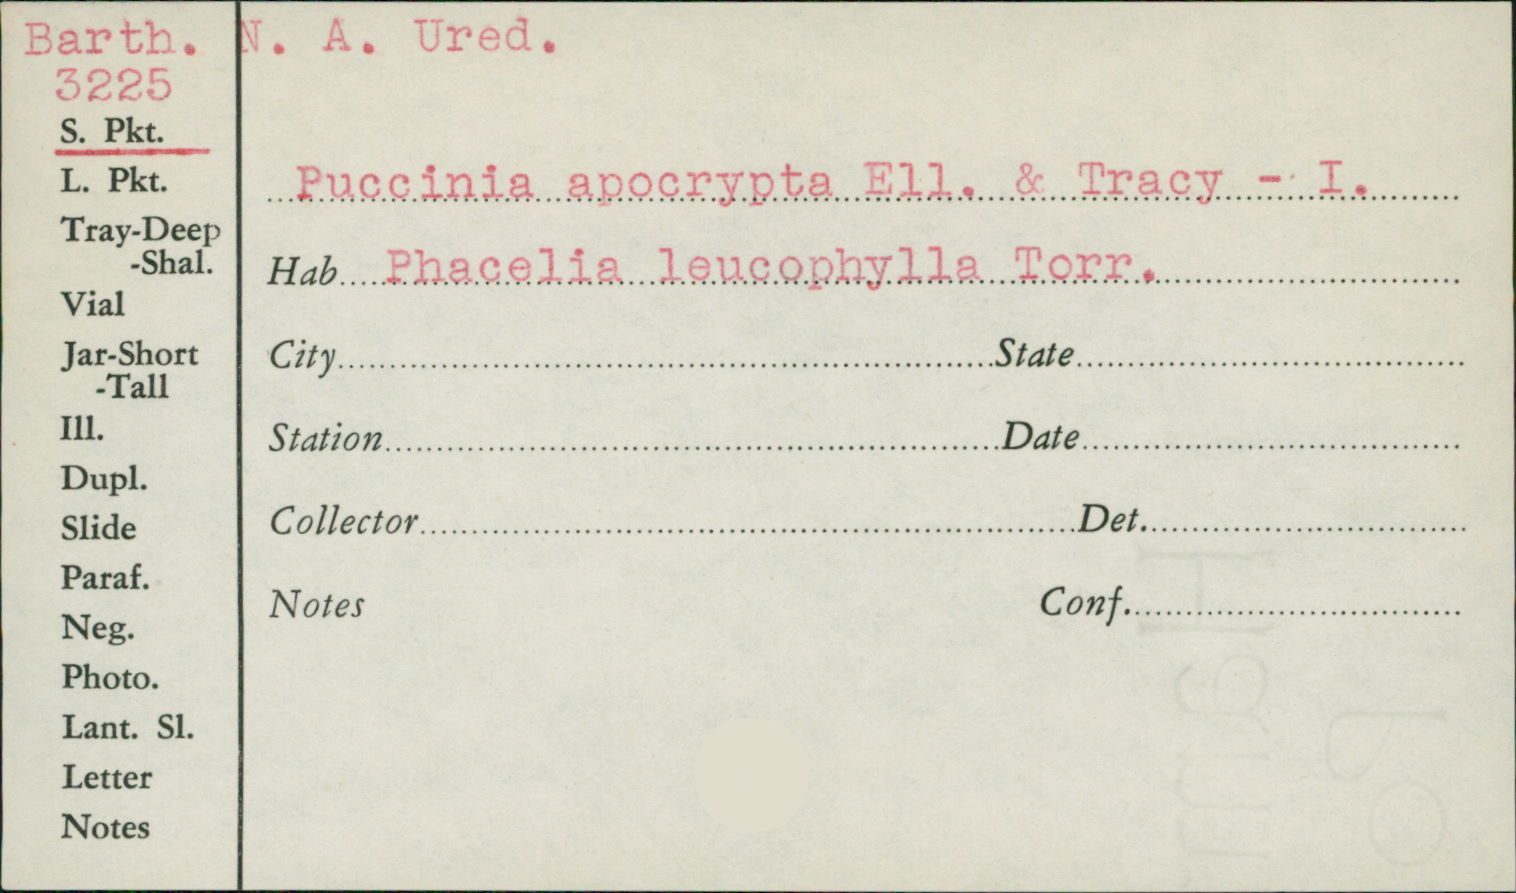 Barth. N. A. Ured.
3225
S. Pkt.
L. Pkt.
Puccinia apocrypta Ell. & Tracy - I.
Tray-Deep
-Shal.
Hab Phacelia leucophylla Torr.
Vial
Jar-Short
-Tall
City State
Ill.
Station Date
Dupl.
Slide
Collector Det.
Paraf.
Notes Conf.
Neg.
Photo.
Lant. Sl.
Letter
Notes